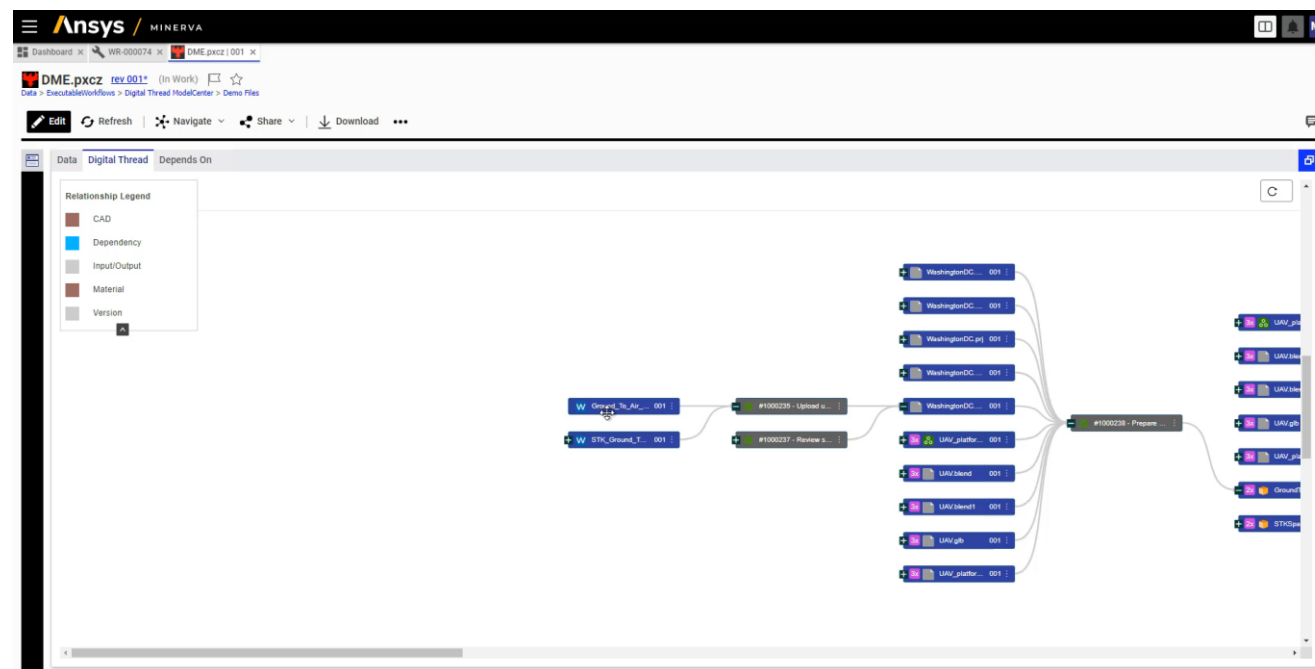 Ansys / MINERVA
Dashboard × WR-000074 × DME.pxcz | 001 ×
DME.pxcz rev 001* (In Work)
Data > ExecutableWorkflows > Digital Thread ModelCenter > Demo Files
Edit Refresh | Navigate Share | Download •••
Data Digital Thread Depends On
Relationship Legend
CAD
Dependency
Input/Output
Material
Version
WashingtonDC.... 001
WashingtonDC.... 001
WashingtonDC.prj 001
WashingtonDC.... 001
W Ground_To_Air_... 001
#1000235 - Upload u...
WashingtonDC.... 001
W STK_Ground_T... 001
#1000237 - Review s...
3x UAV_platfor... 001
3x UAV.blend 001
3x UAV.blend1 001
3x UAV.glb 001
3x UAV_platfor... 001
#1000238 - Prepare ...
3x UAV_pla
3x UAV.ble
3x UAV.ble
3x UAV.glb
3x UAV_pla
2x GroundT
2x STKSpa